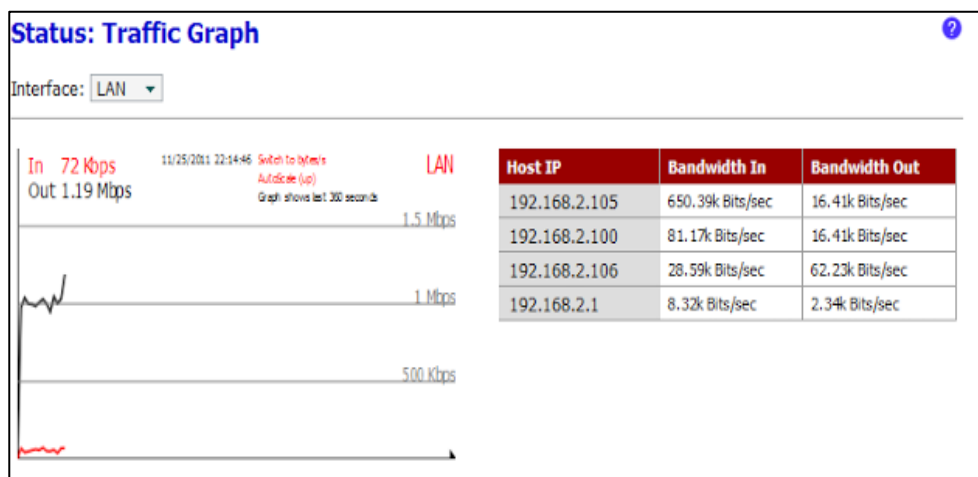 Status: Traffic Graph
?
Interface: LAN
In 72 Kbps
Out 1.19 Mbps
11/25/2011 22:14:46
Switch to bytes/s
AutoScale (up)
Graph shows last 360 seconds
LAN
1.5 Mbps
1 Mbps
500 Kbps
Host IP Bandwidth In Bandwidth Out
192.168.2.105 650.39k Bits/sec 16.41k Bits/sec
192.168.2.100 81.17k Bits/sec 16.41k Bits/sec
192.168.2.106 28.59k Bits/sec 62.23k Bits/sec
192.168.2.1 8.32k Bits/sec 2.34k Bits/sec